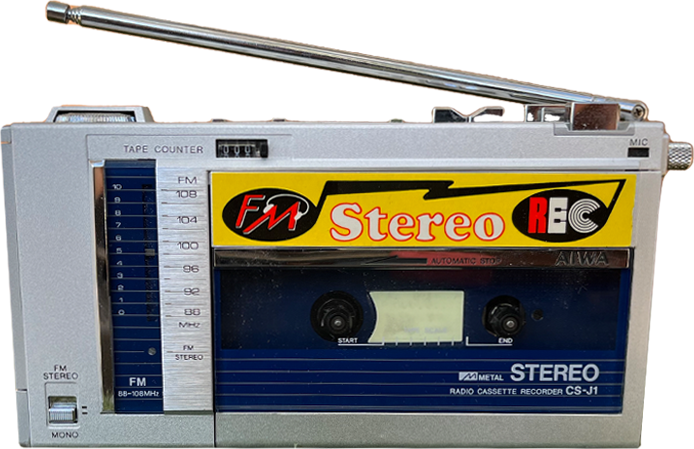 TAPE COUNTER
000
MIC
FM Stereo REC
AUTOMATIC STOP
AIWA
10
9
8
7
6
5
4
3
2
1
0
FM
108
104
100
96
92
88
MHz
FM
STEREO
FM
88-108MHz
START
END
METAL STEREO
RADIO CASSETTE RECORDER CS-J1
FM
STEREO
MONO